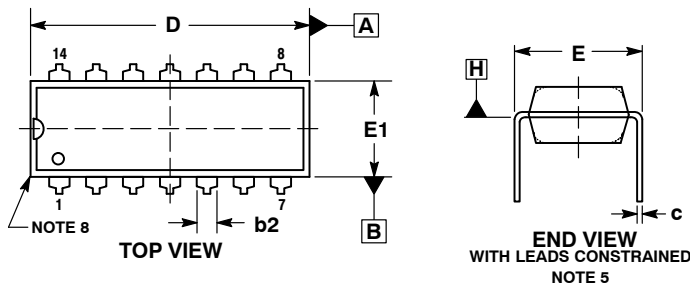 D
A
14
8
E1
1
7
NOTE 8
b2
B
TOP VIEW
E
H
c
END VIEW
WITH LEADS CONSTRAINED
NOTE 5